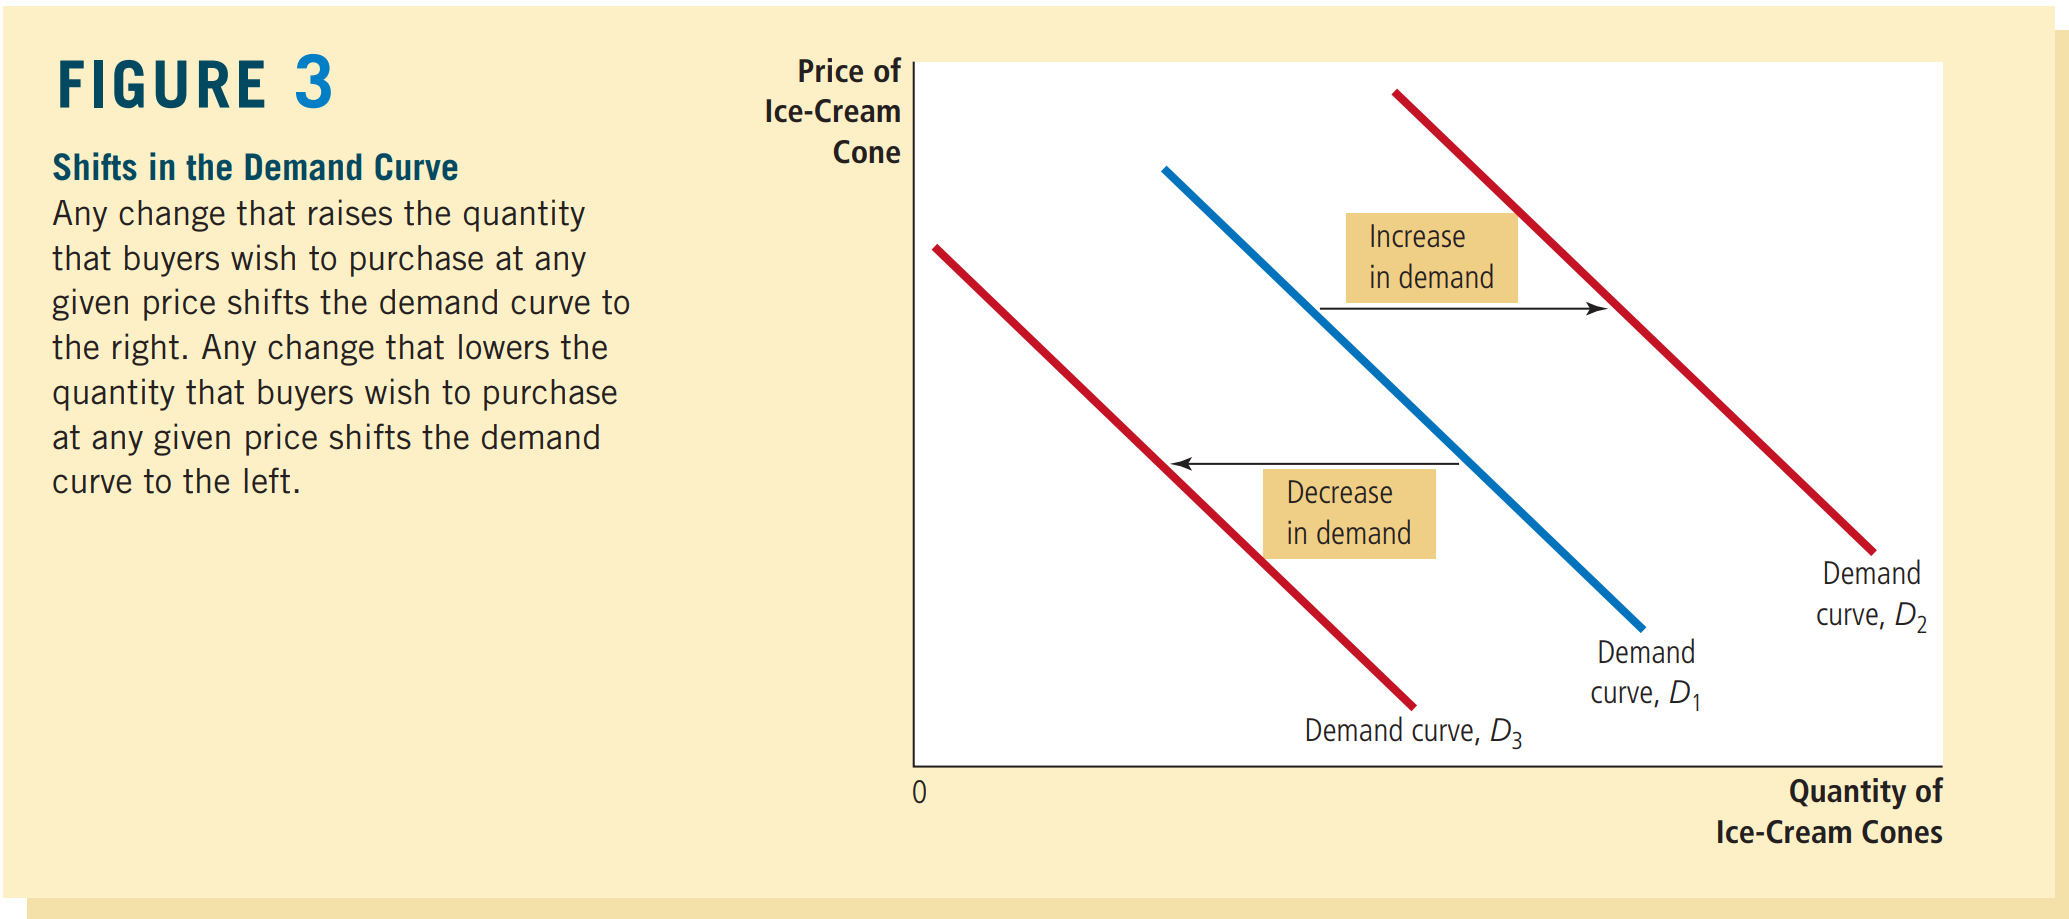 FIGURE 3
Shifts in the Demand Curve
Any change that raises the quantity
that buyers wish to purchase at any
given price shifts the demand curve to
the right. Any change that lowers the
quantity that buyers wish to purchase
at any given price shifts the demand
curve to the left.
Price of
Ice-Cream
Cone
Increase
in demand
Decrease
in demand
Demand
curve, D2
Demand
curve, D1
Demand curve, D3
0
Quantity of
Ice-Cream Cones